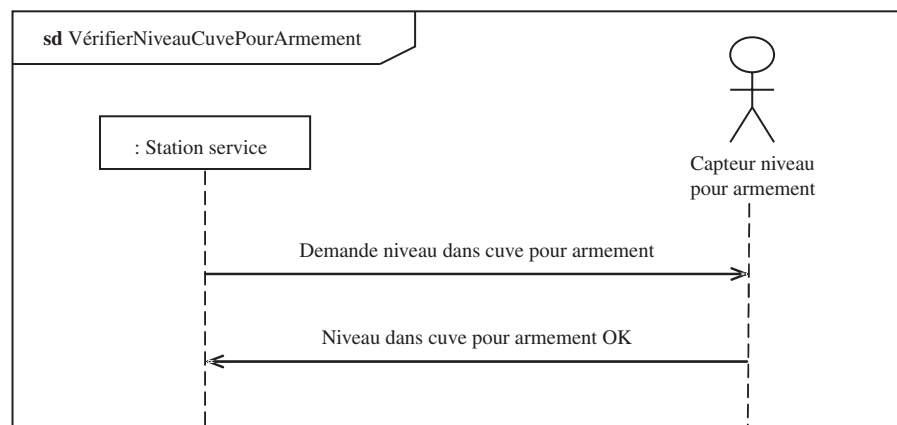 sd VérifierNiveauCuvePourArmement
: Station service
Capteur niveau
pour armement
Demande niveau dans cuve pour armement
Niveau dans cuve pour armement OK